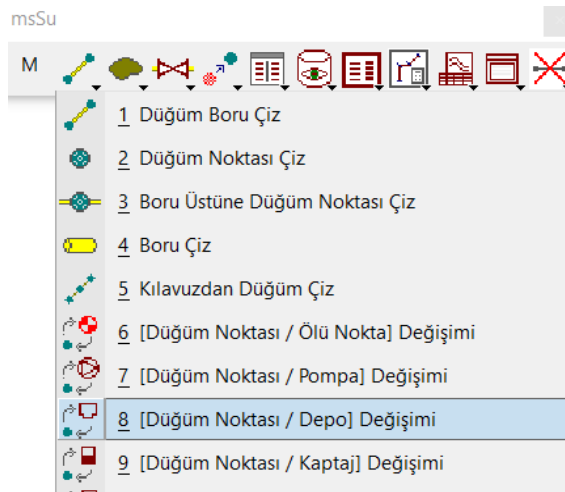 msSu
M
1 Düğüm Boru Çiz
2 Düğüm Noktası Çiz
3 Boru Üstüne Düğüm Noktası Çiz
4 Boru Çiz
5 Kılavuzdan Düğüm Çiz
6 [Düğüm Noktası / Ölü Nokta] Değişimi
7 [Düğüm Noktası / Pompa] Değişimi
8 [Düğüm Noktası / Depo] Değişimi
9 [Düğüm Noktası / Kaptaj] Değişimi